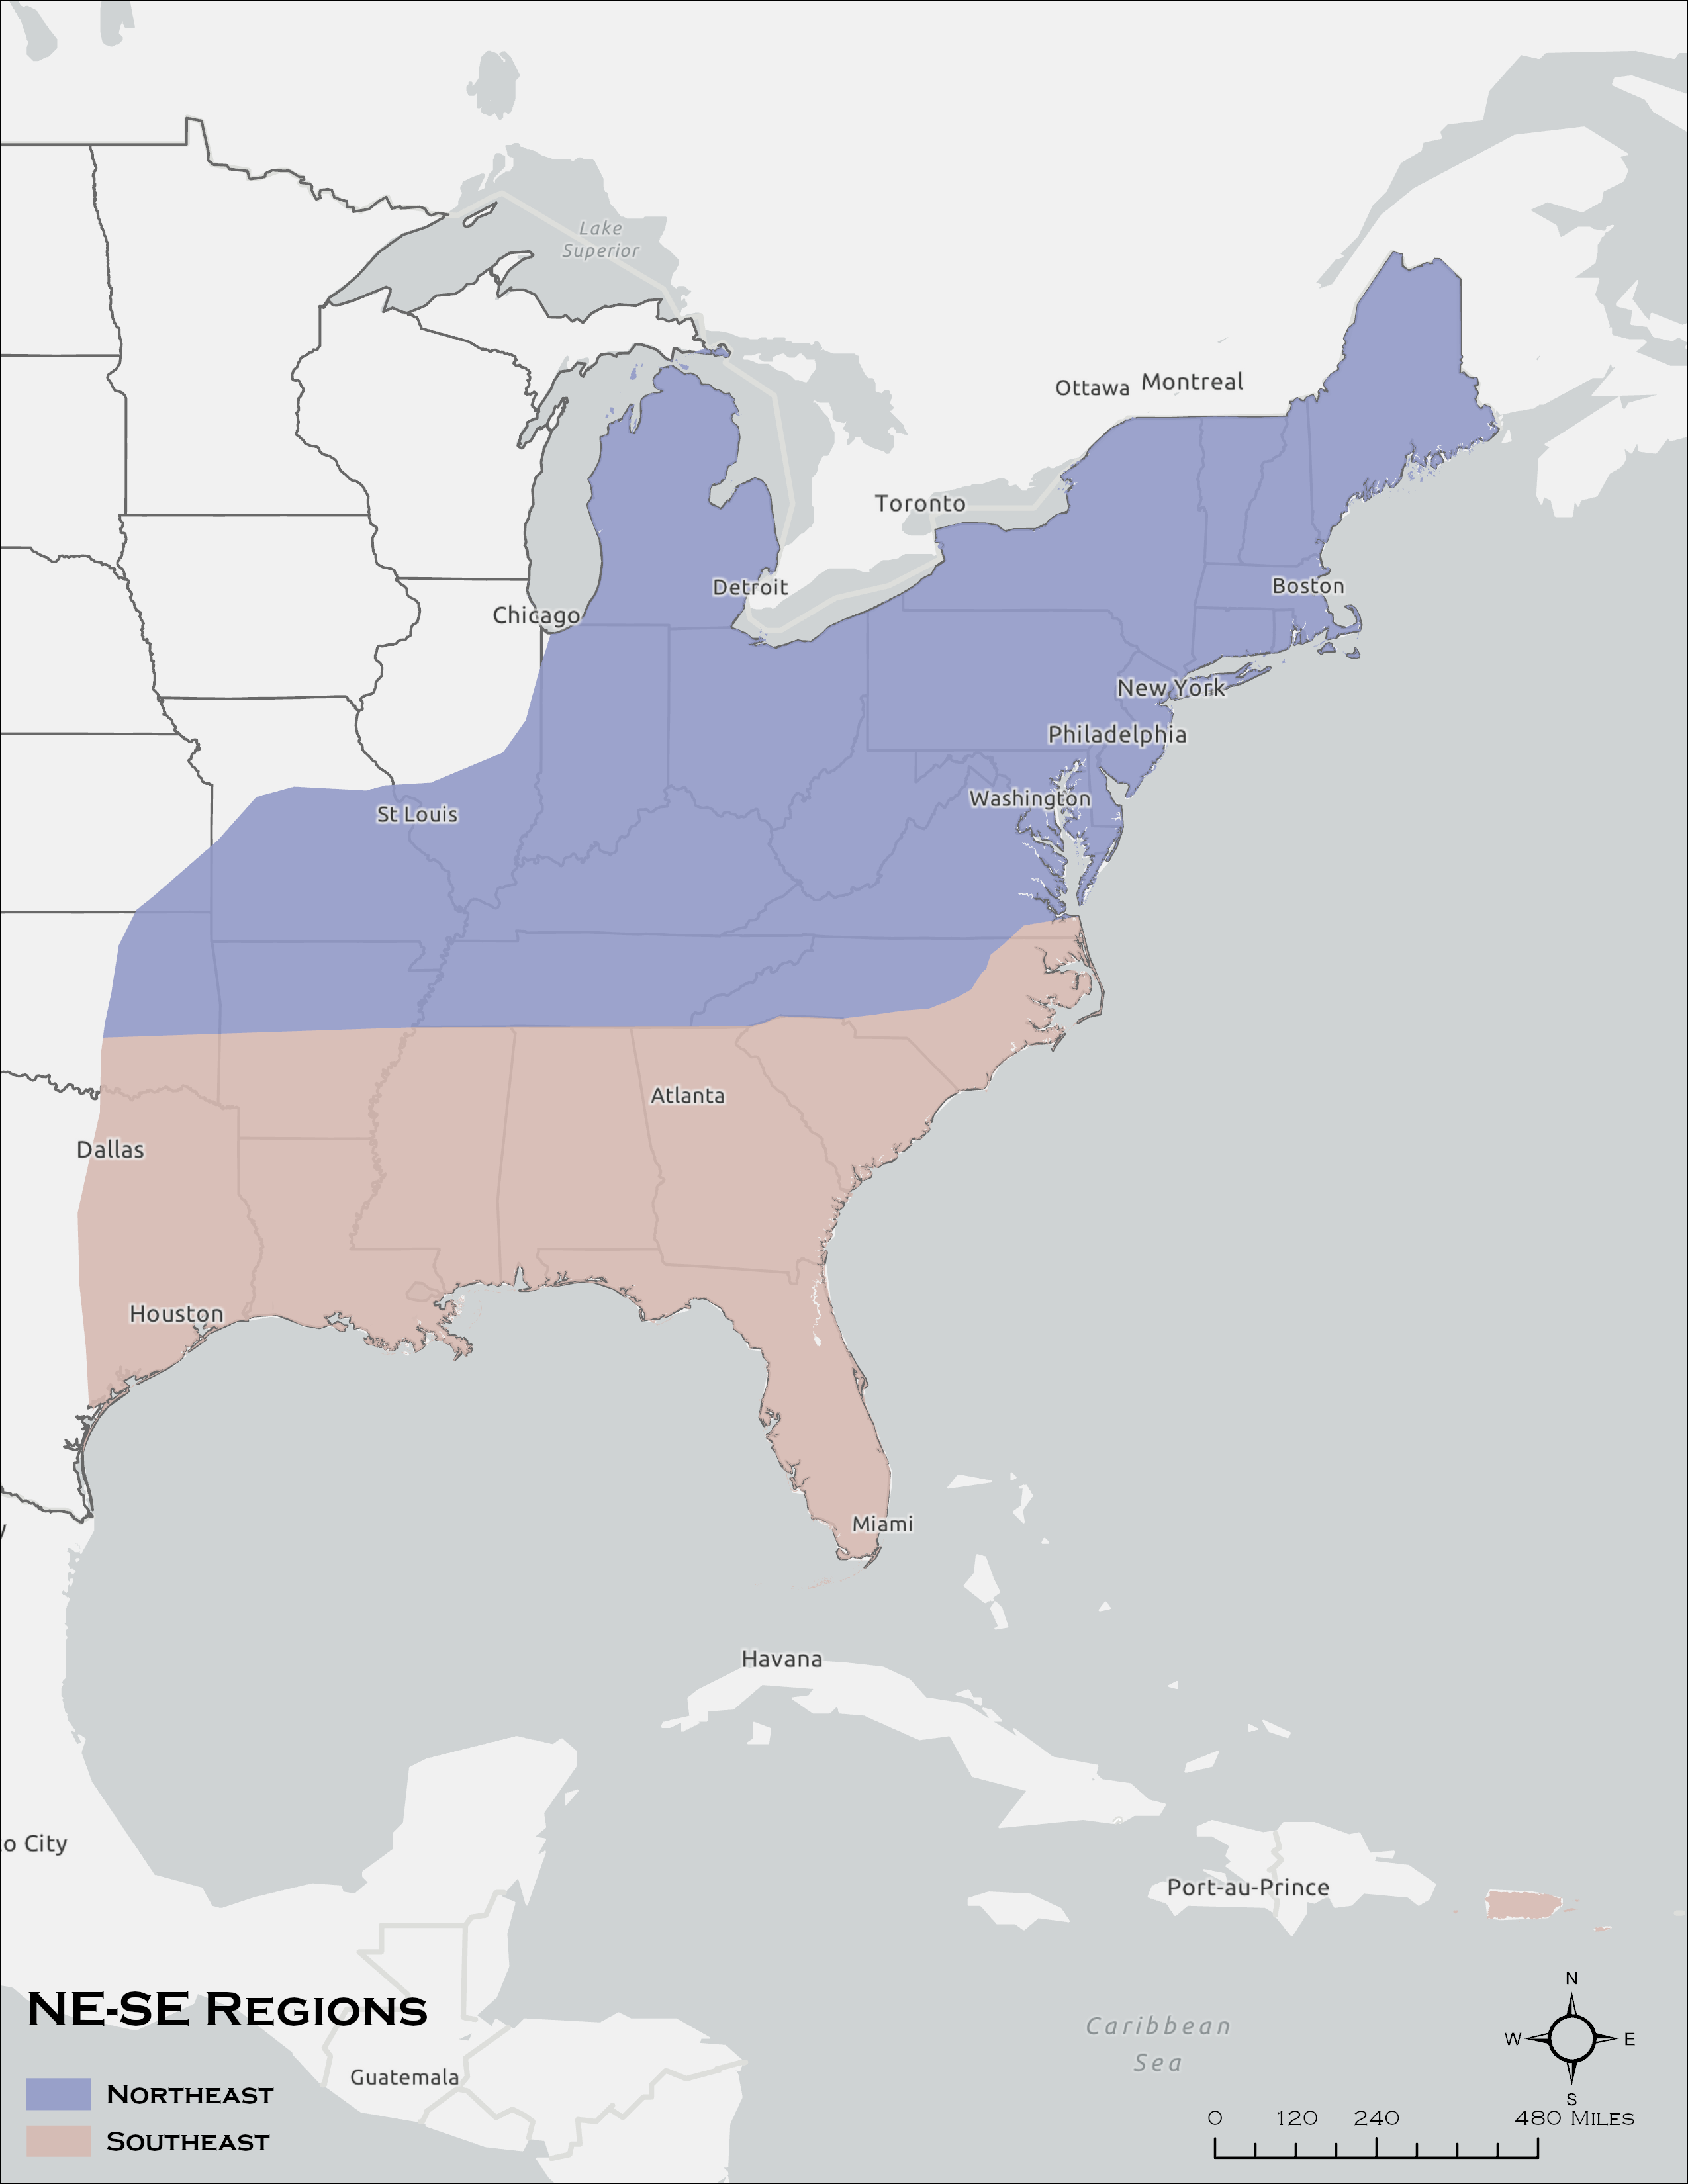 Lake
Superior
Ottawa
Montreal
Toronto
Detroit
Boston
Chicago
New York
Philadelphia
Washington
St Louis
Atlanta
Dallas
Houston
Miami
Havana
o City
Port-au-Prince
NE-SE Regions
Caribbean
Sea
Guatemala
Northeast
Southeast
N
W
E
S
0 120 240 480 Miles